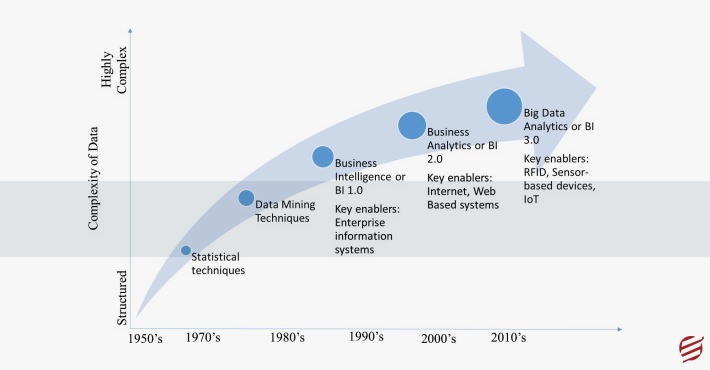 Highly
Complex
Complexity of Data
Structured
Statistical
techniques
Data Mining
Techniques
Business
Intelligence or
BI 1.0
Key enablers:
Enterprise
information
systems
Business
Analytics or BI
2.0
Key enablers:
Internet, Web
Based systems
Big Data
Analytics or BI
3.0
Key enablers:
RFID, Sensor-
based devices,
IoT
1950's
1970's
1980's
1990's
2000's
2010's